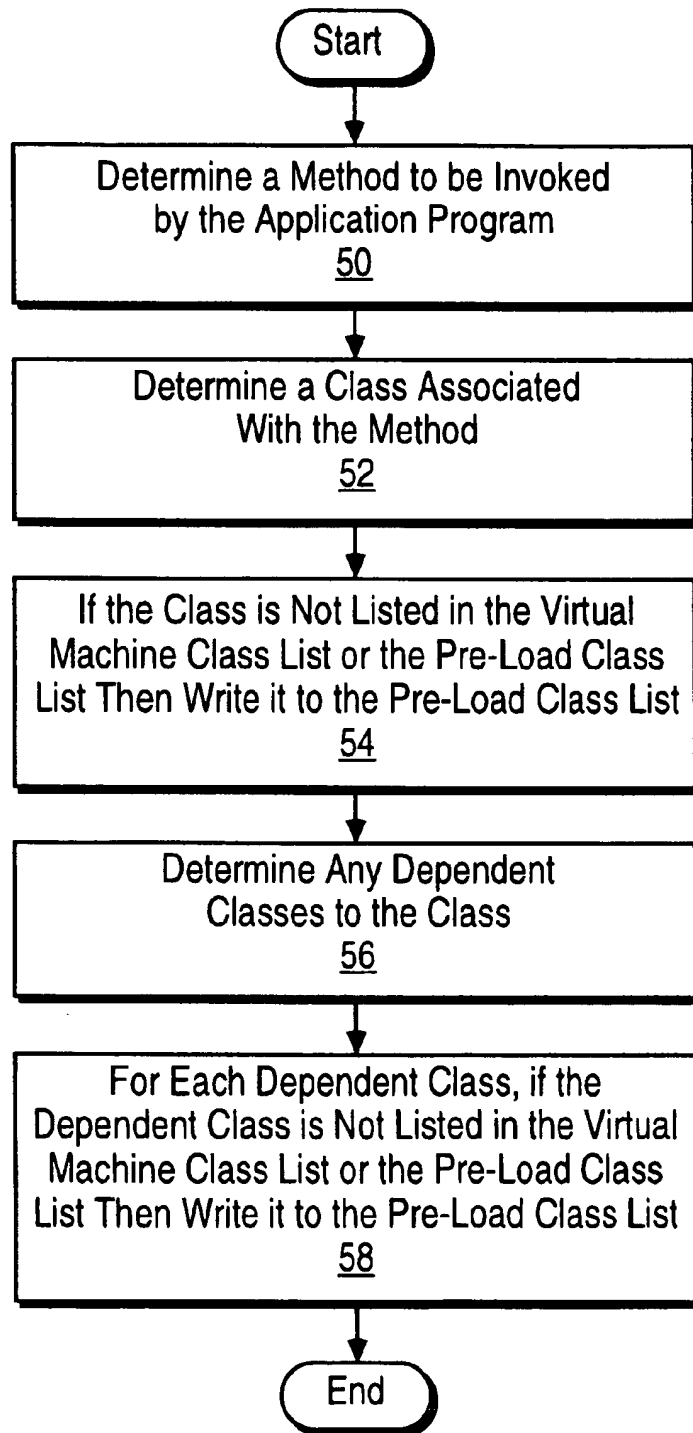 Start
Determine a Method to be Invoked
by the Application Program
50
Determine a Class Associated
With the Method
52
If the Class is Not Listed in the Virtual
Machine Class List or the Pre-Load Class
List Then Write it to the Pre-Load Class List
54
Determine Any Dependent
Classes to the Class
56
For Each Dependent Class, if the
Dependent Class is Not Listed in the Virtual
Machine Class List or the Pre-Load Class
List Then Write it to the Pre-Load Class List
58
End